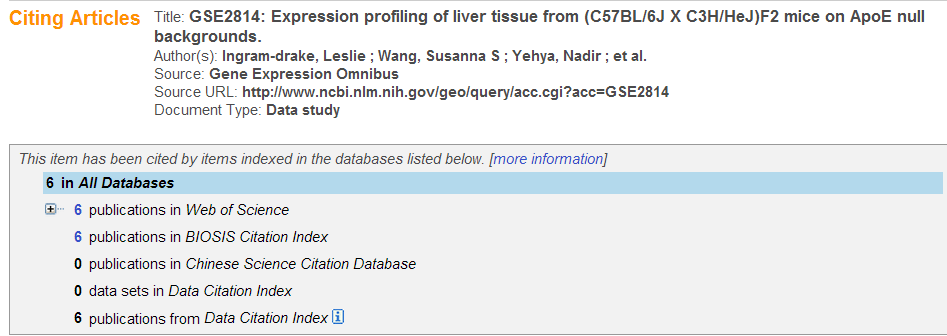 Citing Articles
Title: GSE2814: Expression profiling of liver tissue from (C57BL/6J X C3H/HeJ)F2 mice on ApoE null
backgrounds.
Author(s): Ingram-drake, Leslie ; Wang, Susanna S ; Yehya, Nadir ; et al.
Source: Gene Expression Omnibus
Source URL: http://www.ncbi.nlm.nih.gov/geo/query/acc.cgi?acc=GSE2814
Document Type: Data study
This item has been cited by items indexed in the databases listed below. [more information]
6 in All Databases
6 publications in Web of Science
6 publications in BIOSIS Citation Index
0 publications in Chinese Science Citation Database
0 data sets in Data Citation Index
6 publications from Data Citation Index i